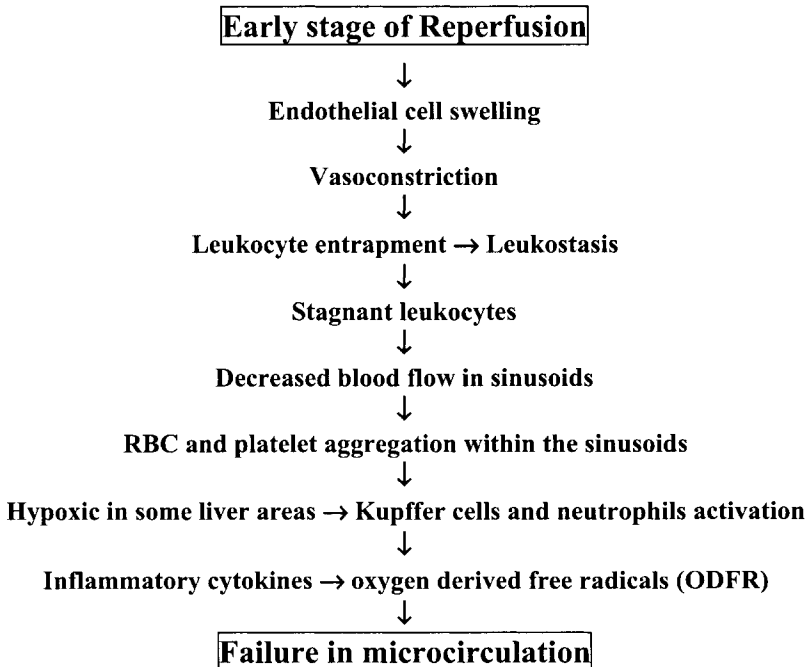 Early stage of Reperfusion
↓
Endothelial cell swelling
↓
Vasoconstriction
↓
Leukocyte entrapment → Leukostasis
↓
Stagnant leukocytes
↓
Decreased blood flow in sinusoids
↓
RBC and platelet aggregation within the sinusoids
↓
Hypoxic in some liver areas → Kupffer cells and neutrophils activation
↓
Inflammatory cytokines → oxygen derived free radicals (ODFR)
↓
Failure in microcirculation